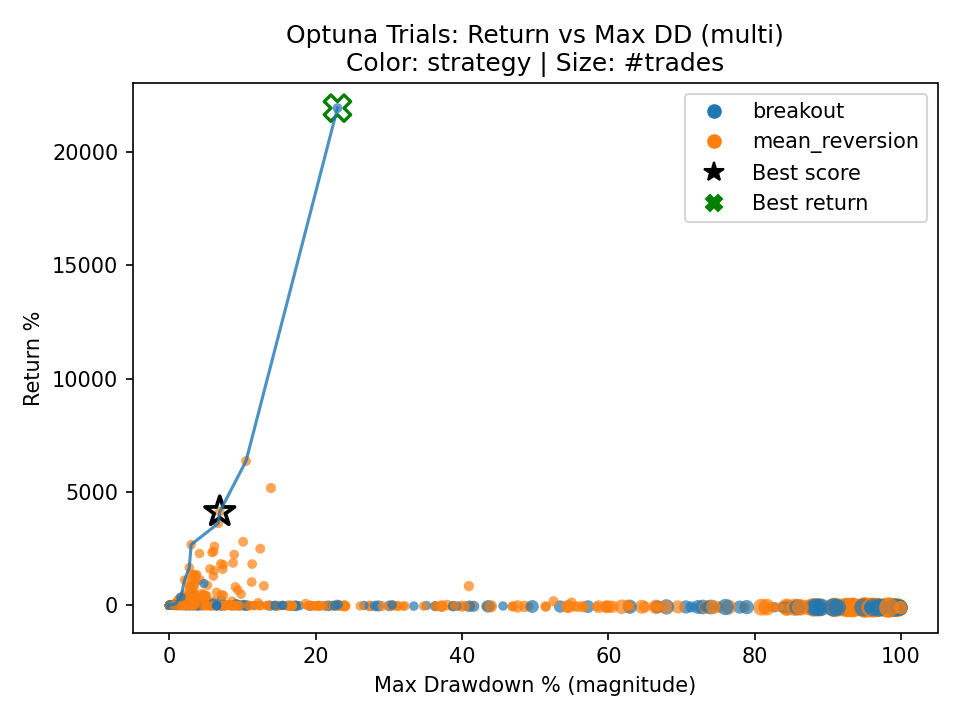 Optuna Trials: Return vs Max DD (multi)
Color: strategy | Size: #trades
breakout
mean_reversion
Best score
Best return
Return %
20000
15000
10000
5000
0
0 20 40 60 80 100
Max Drawdown % (magnitude)